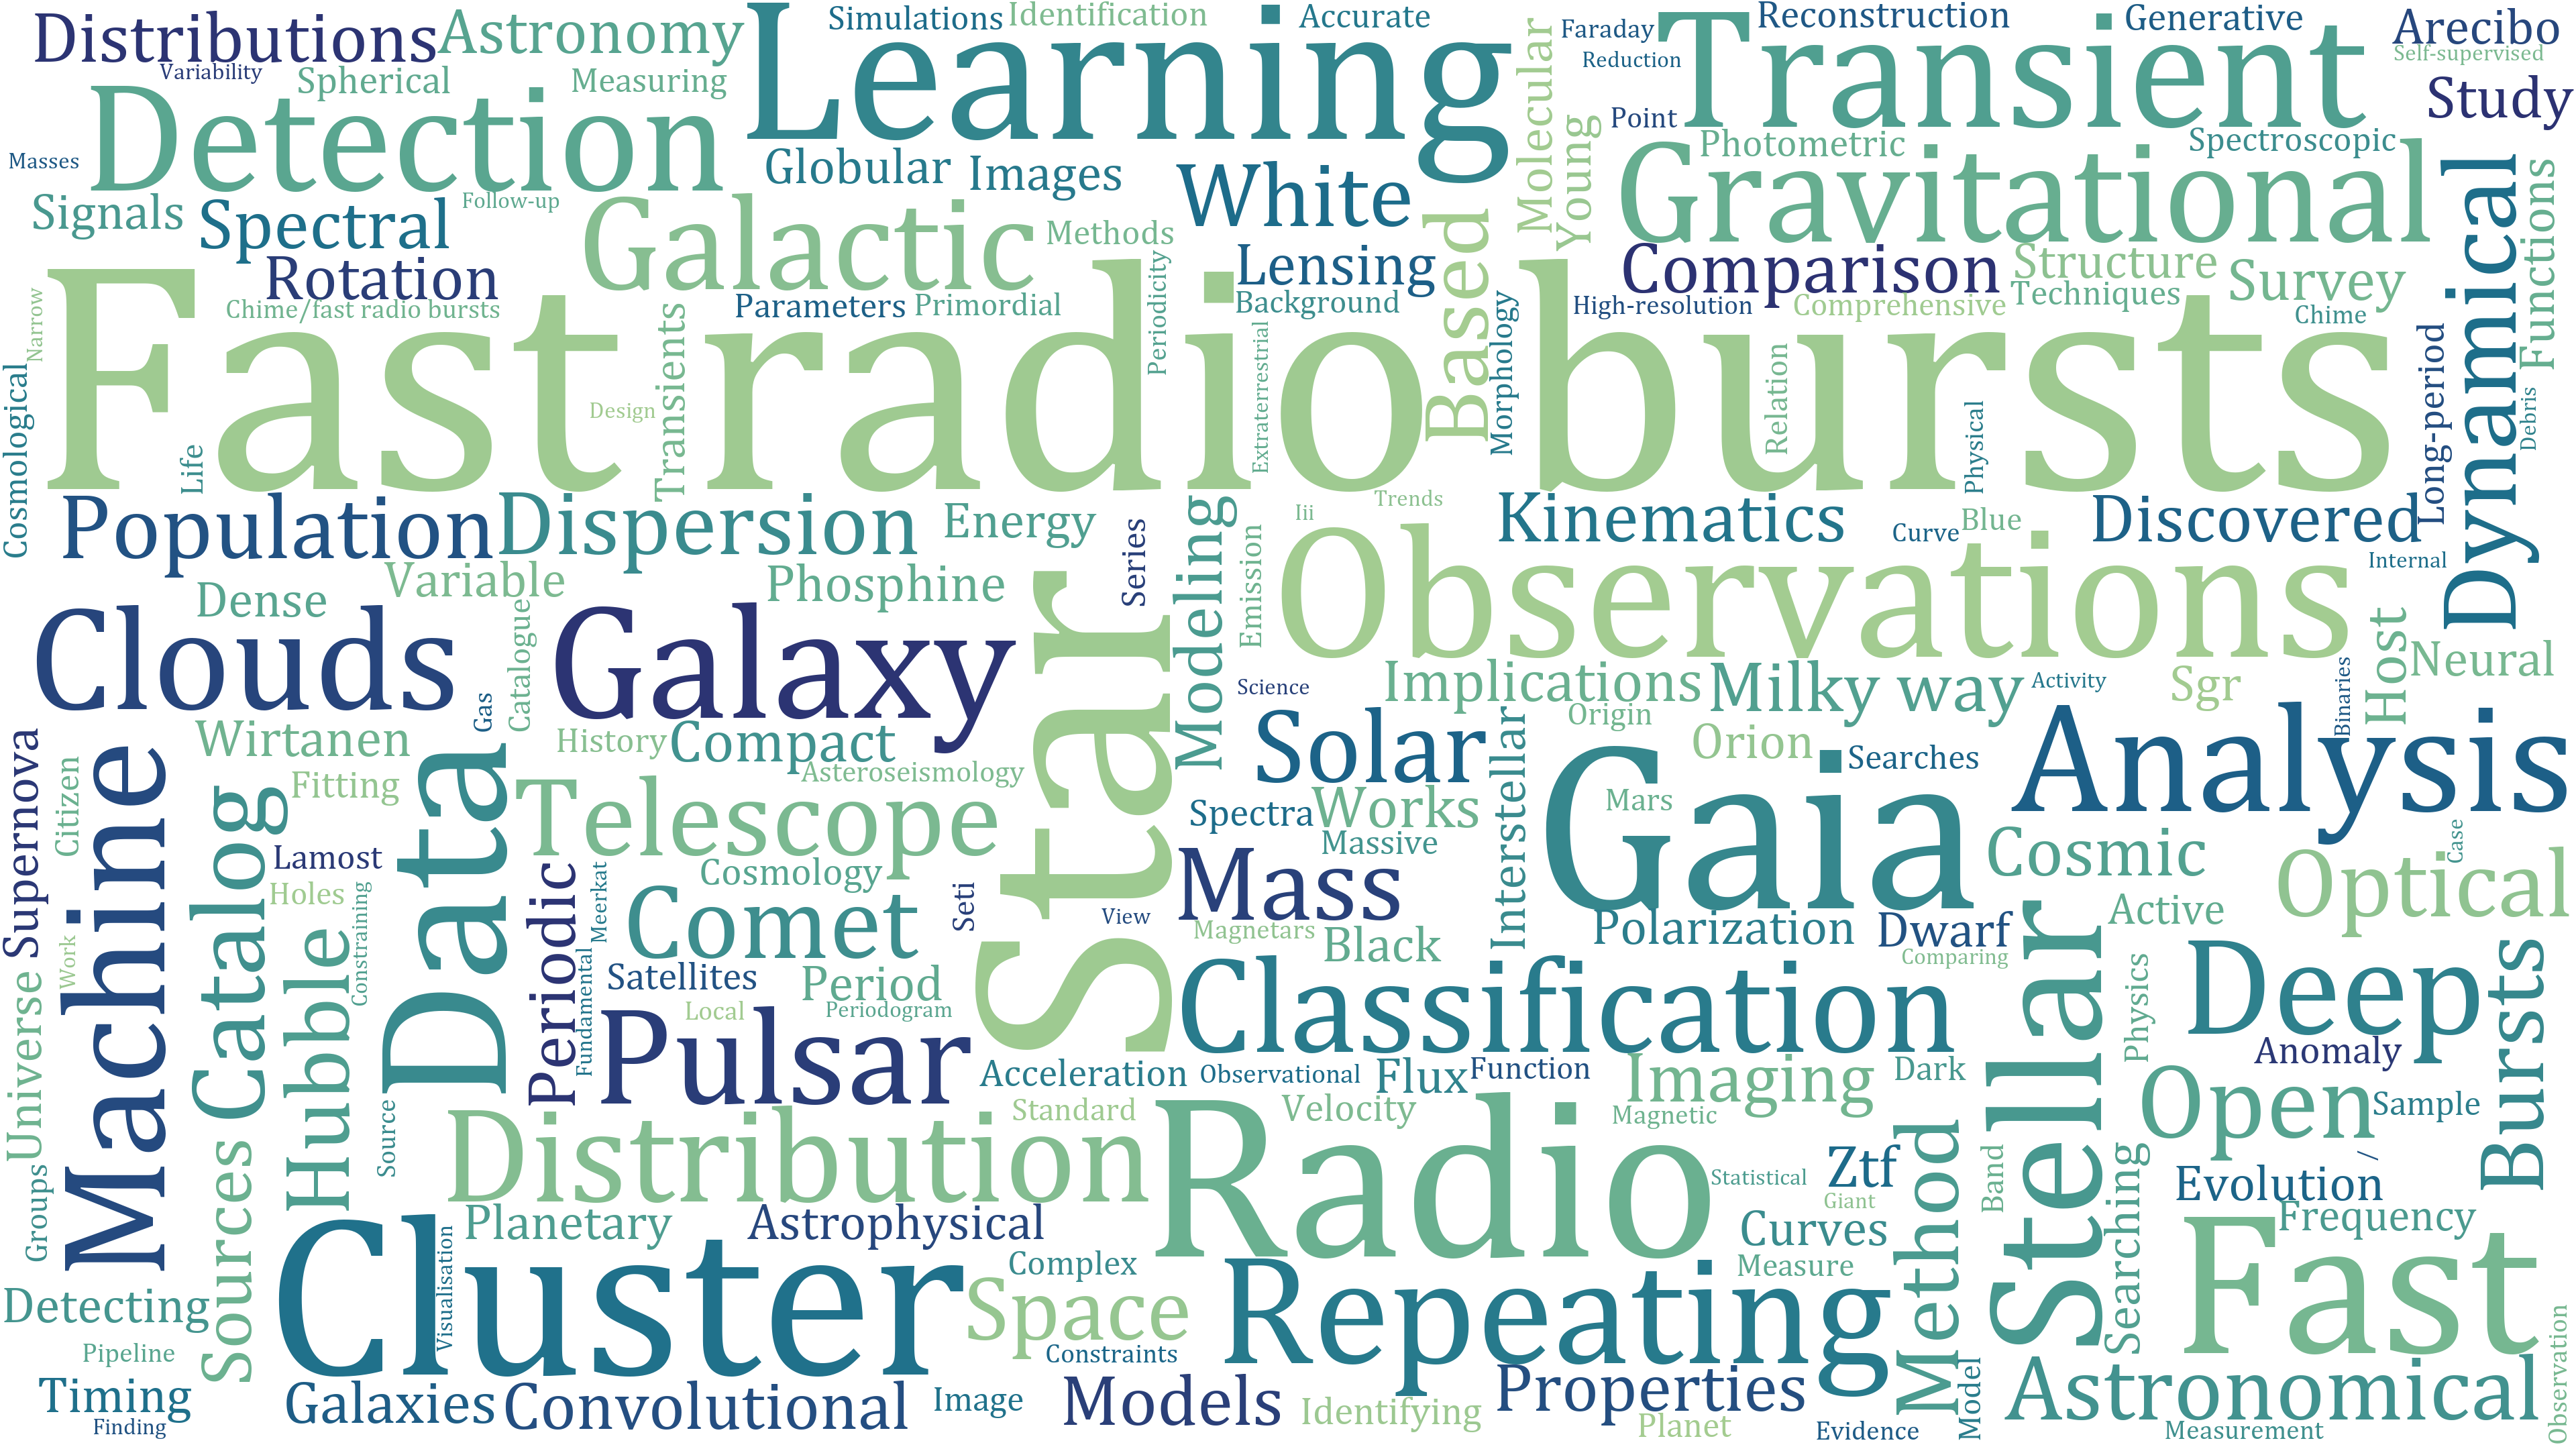 Distributions
Astronomy
Learning
Simulations
Identification
Accurate
Faraday
Reconstruction
Generative
Arecibo
Variability
Spherical
Measuring
Reduction
Transient
Self-supervised
Detection
Molecular
Point
Study
Masses
Globular
Images
White
Young
Photometric
Spectroscopic
Signals
Spectral
Follow-up
Galactic
Methods
Gravitational
Rotation
Lensing
Based
Comparison
Structure
Survey
Dynamical
Functions
Narrow
Chime/fast radio bursts
Transients
Parameters
Primordial
Periodicity
Background
High-resolution
Comprehensive
Techniques
Chime
Fast radio bursts
Cosmological
Life
Design
Extraterrestrial
Morphology
Relation
Physical
Long-period
Debris
Population
Dispersion
Energy
Series
Modeling
Iii
Trends
Kinematics
Curve
Blue
Discovered
Internal
Dense
Variable
Phosphine
Star
Emission
Observations
Clouds
Catalogue
Galaxy
Gas
Science
Implications
Milky way
Activity
Sgr
Binaries
Host
Neural
Wirtanen
History
Compact
Solar
Origin
Orion
Searches
Analysis
Supernova
Citizen
Machine
Fitting
Data
Asteroseismology
Telescope
Spectra
Works
Interstellar
Mars
Gaia
Catalog
Lamost
Cosmology
Massive
Cosmic
Case
Optical
Holes
Constraining
Periodic
Meerkat
Comet
Seti
View
Mass
Magnetars
Black
Polarization
Dwarf
Active
Work
Universe
Hubble
Fundamental
Satellites
Period
Comparing
Stellar
Physics
Deep
Bursts
Local
Periodogram
Classification
Pulsar
Acceleration
Observational
Flux
Function
Imaging
Dark
Anomaly
Source
Distribution
Standard
Velocity
Magnetic
Open
Sample
Groups
Sources
Radio
Statistical
Ztf
Method
Band
Searching
Evolution
/
Planetary
Astrophysical
Giant
Curves
Frequency
Cluster
Visualisation
Complex
Repeating
Measure
Fast
Detecting
Space
Pipeline
Constraints
Timing
Galaxies
Convolutional
Image
Models
Identifying
Properties
Model
Astronomical
Observation
Finding
Planet
Evidence
Measurement